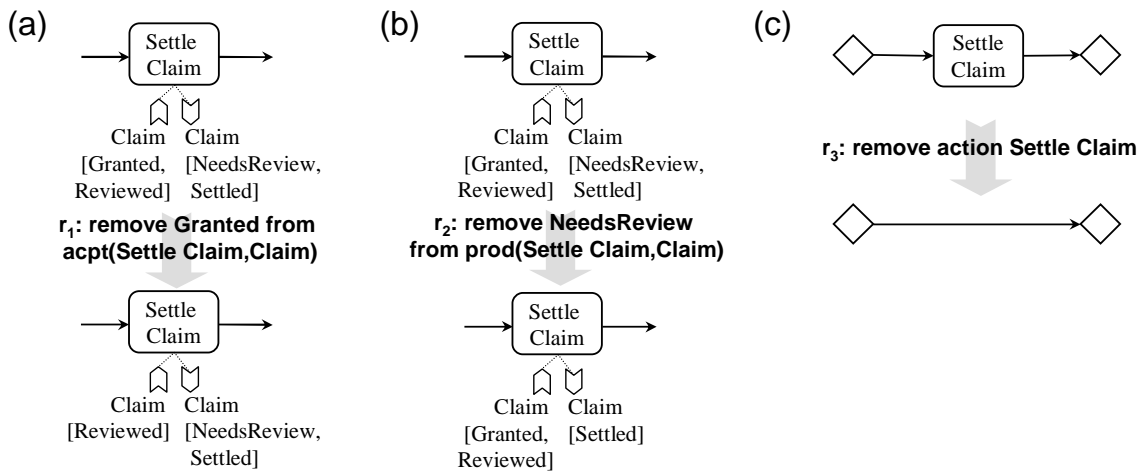 (a)
Settle
Claim
Claim
[Granted,
Reviewed]
Claim
[NeedsReview,
Settled]
r1: remove Granted from
acpt(Settle Claim,Claim)
Settle
Claim
Claim
[Reviewed]
Claim
[NeedsReview,
Settled]
(b)
Settle
Claim
Claim
[Granted,
Reviewed]
Claim
[NeedsReview,
Settled]
r2: remove NeedsReview
from prod(Settle Claim,Claim)
Settle
Claim
Claim
[Granted,
Reviewed]
Claim
[Settled]
(c)
Settle
Claim
r3: remove action Settle Claim